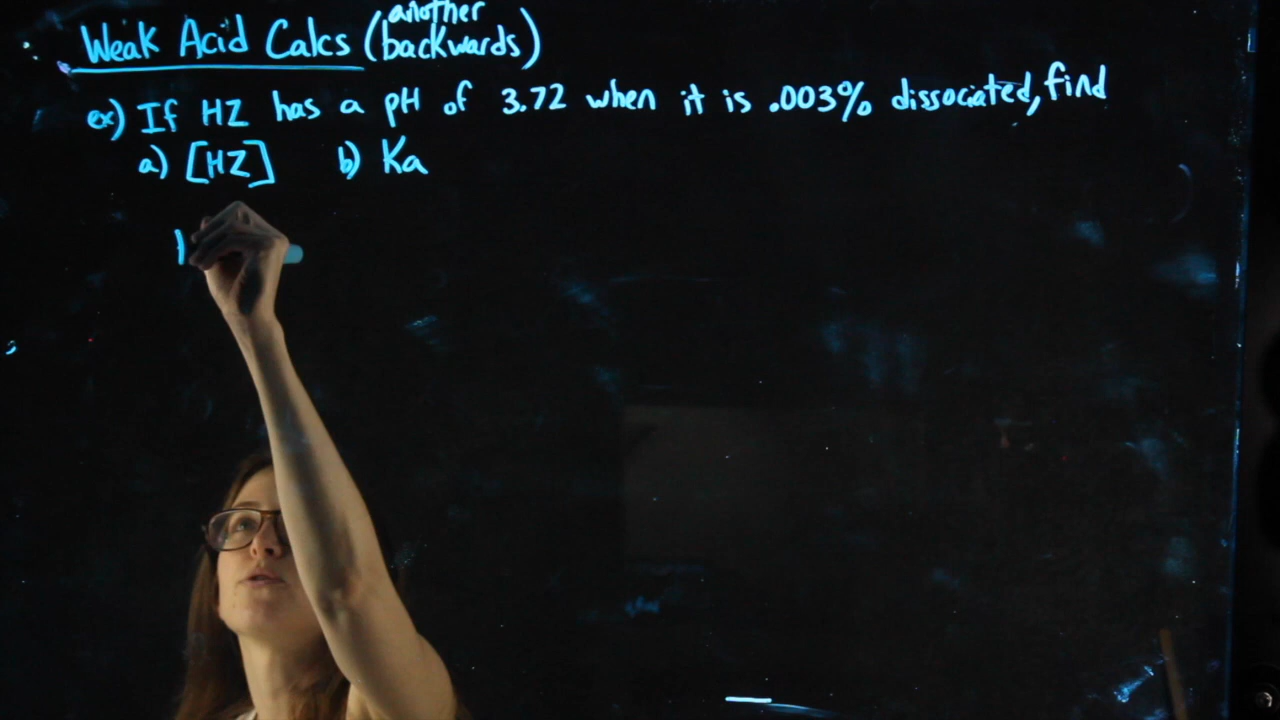 Weak Acid Calcs (another backwards)
ex) If HZ has a pH of 3.72 when it is .003% dissociated, find
a) [HZ] b) Ka